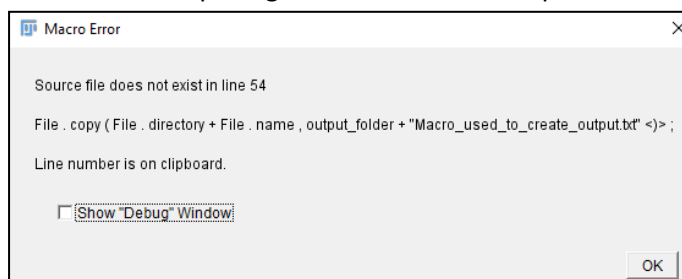 Macro Error
Source file does not exist in line 54
File . copy ( File . directory + File . name , output_folder + "Macro_used_to_create_output.txt" <)> ;
Line number is on clipboard.
Show "Debug" Window
OK